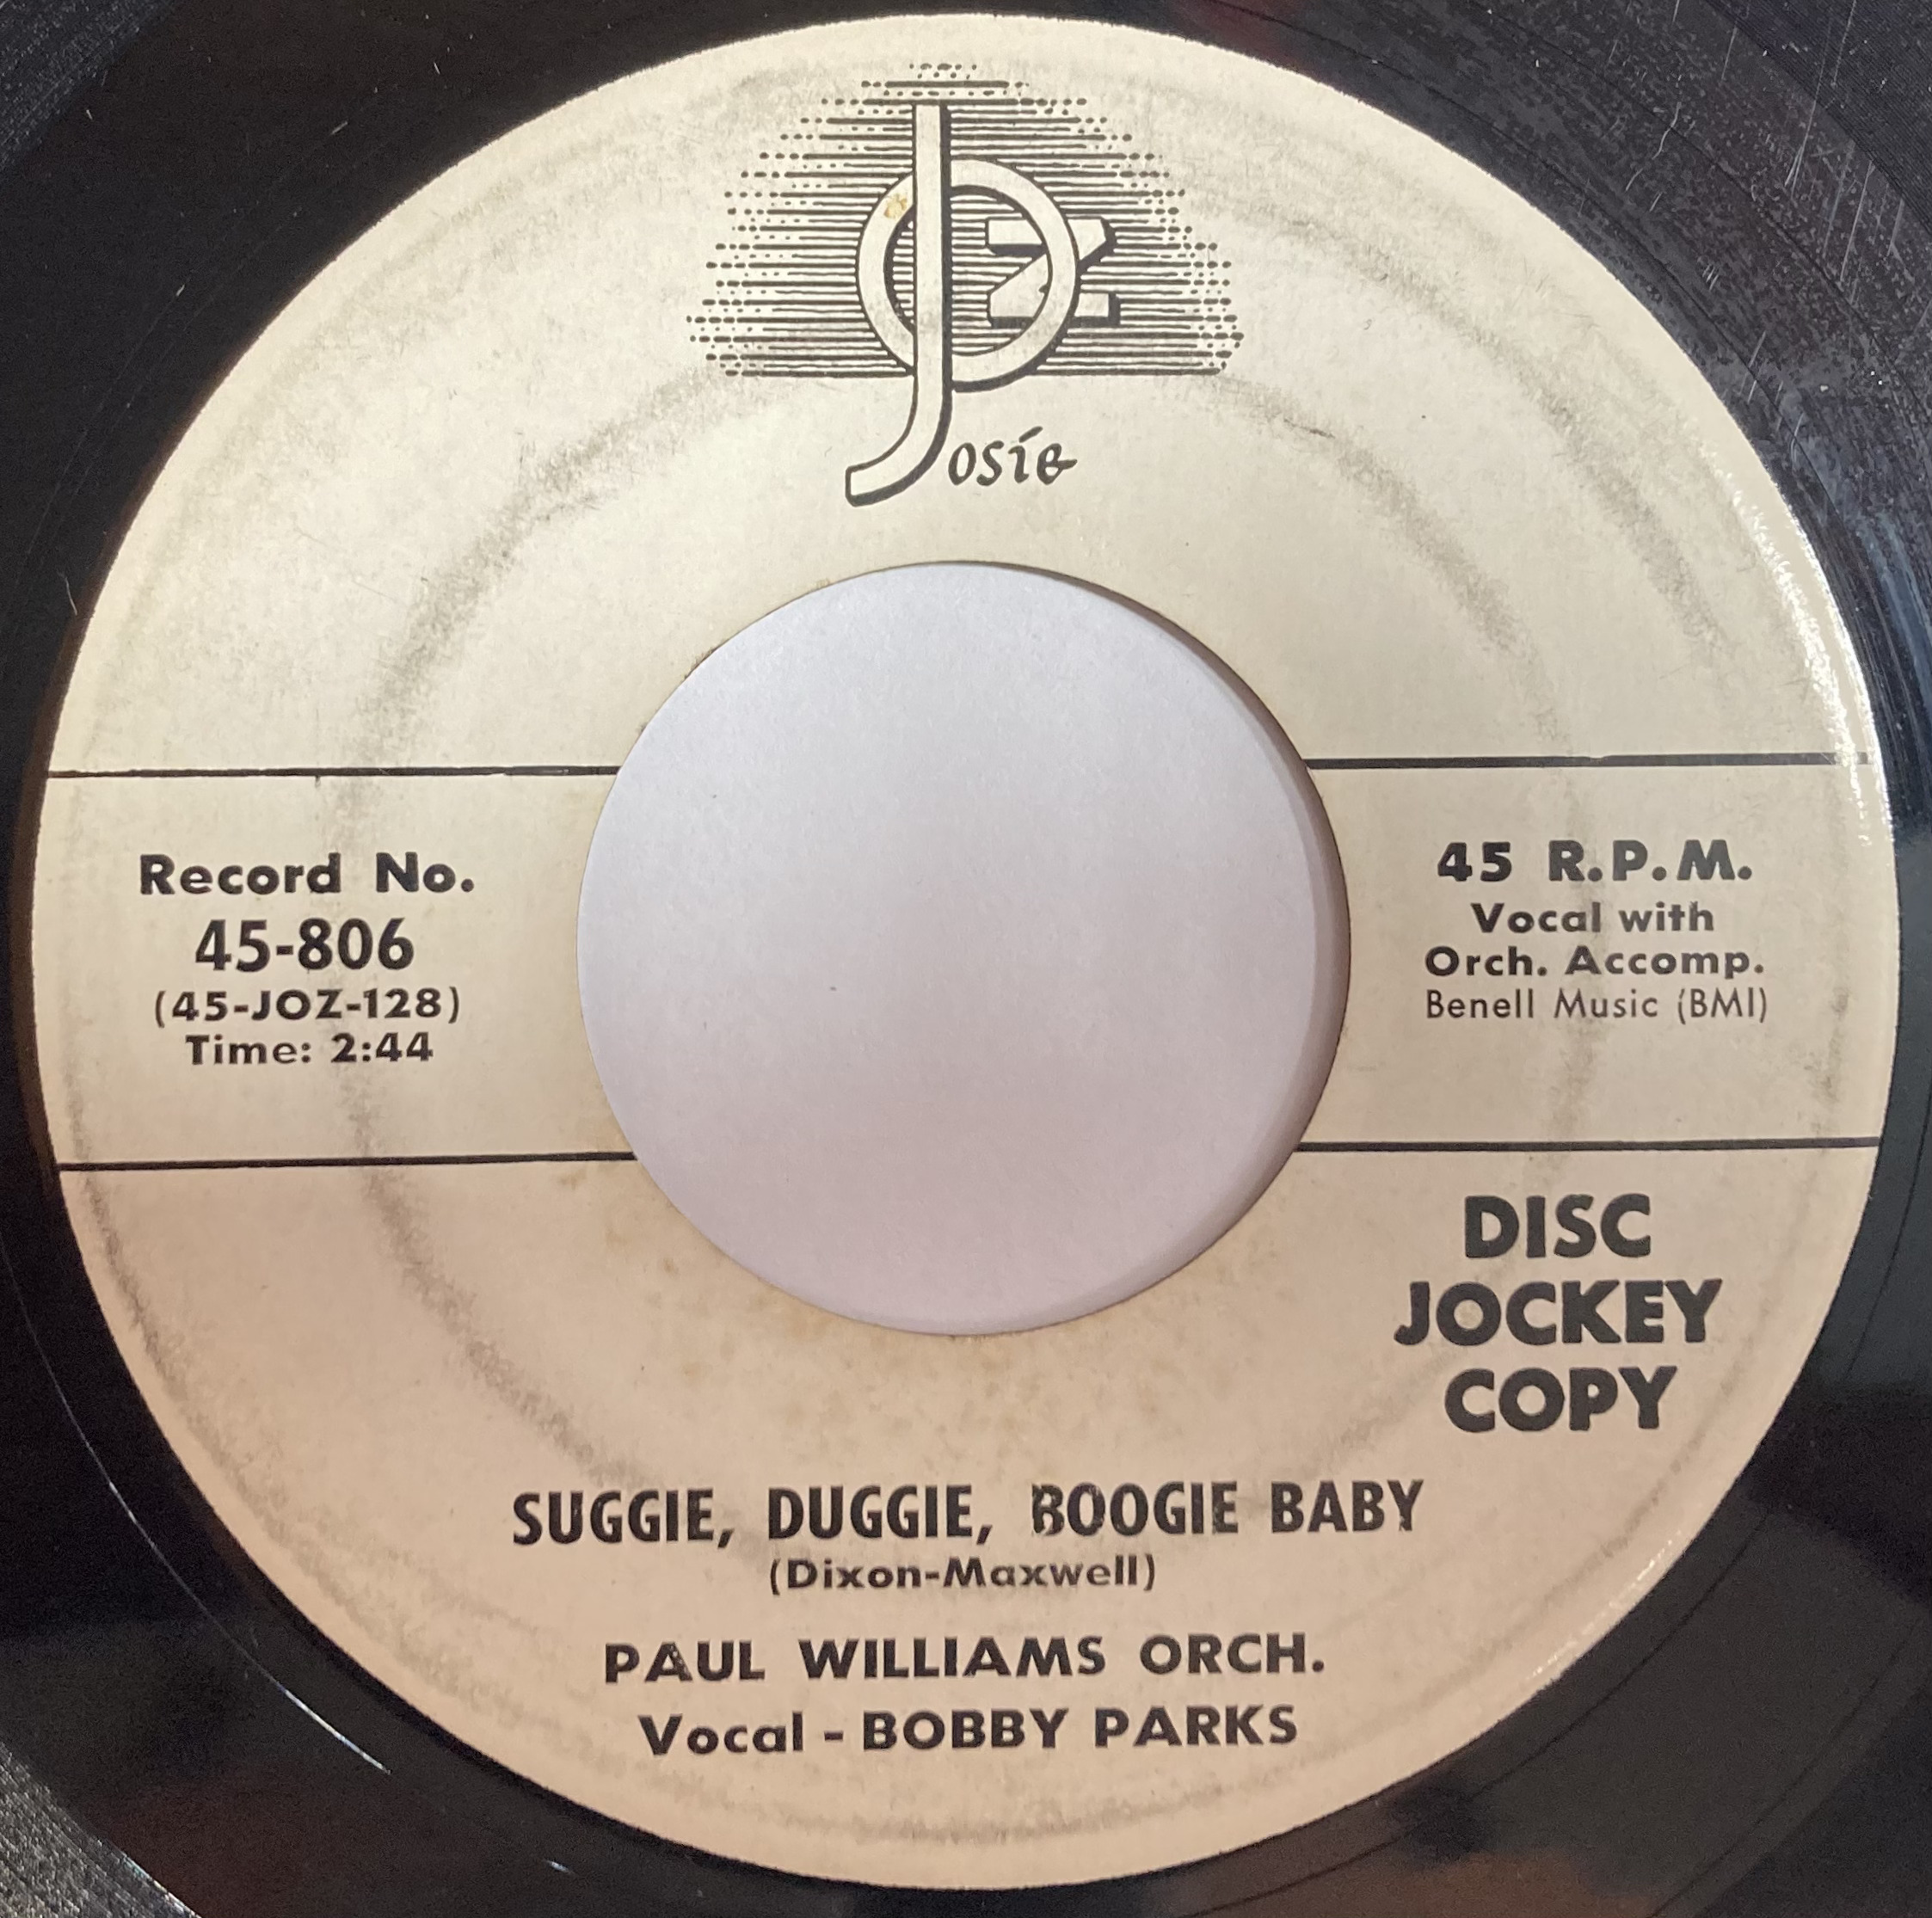 JOZ
Josie
Record No.
45-806
(45-JOZ-128)
Time: 2:44
45 R.P.M.
Vocal with
Orch. Accomp.
Benell Music (BMI)
DISC
JOCKEY
COPY
SUGGIE, DUGGIE, BOOGIE BABY
(Dixon-Maxwell)
PAUL WILLIAMS ORCH.
Vocal - BOBBY PARKS